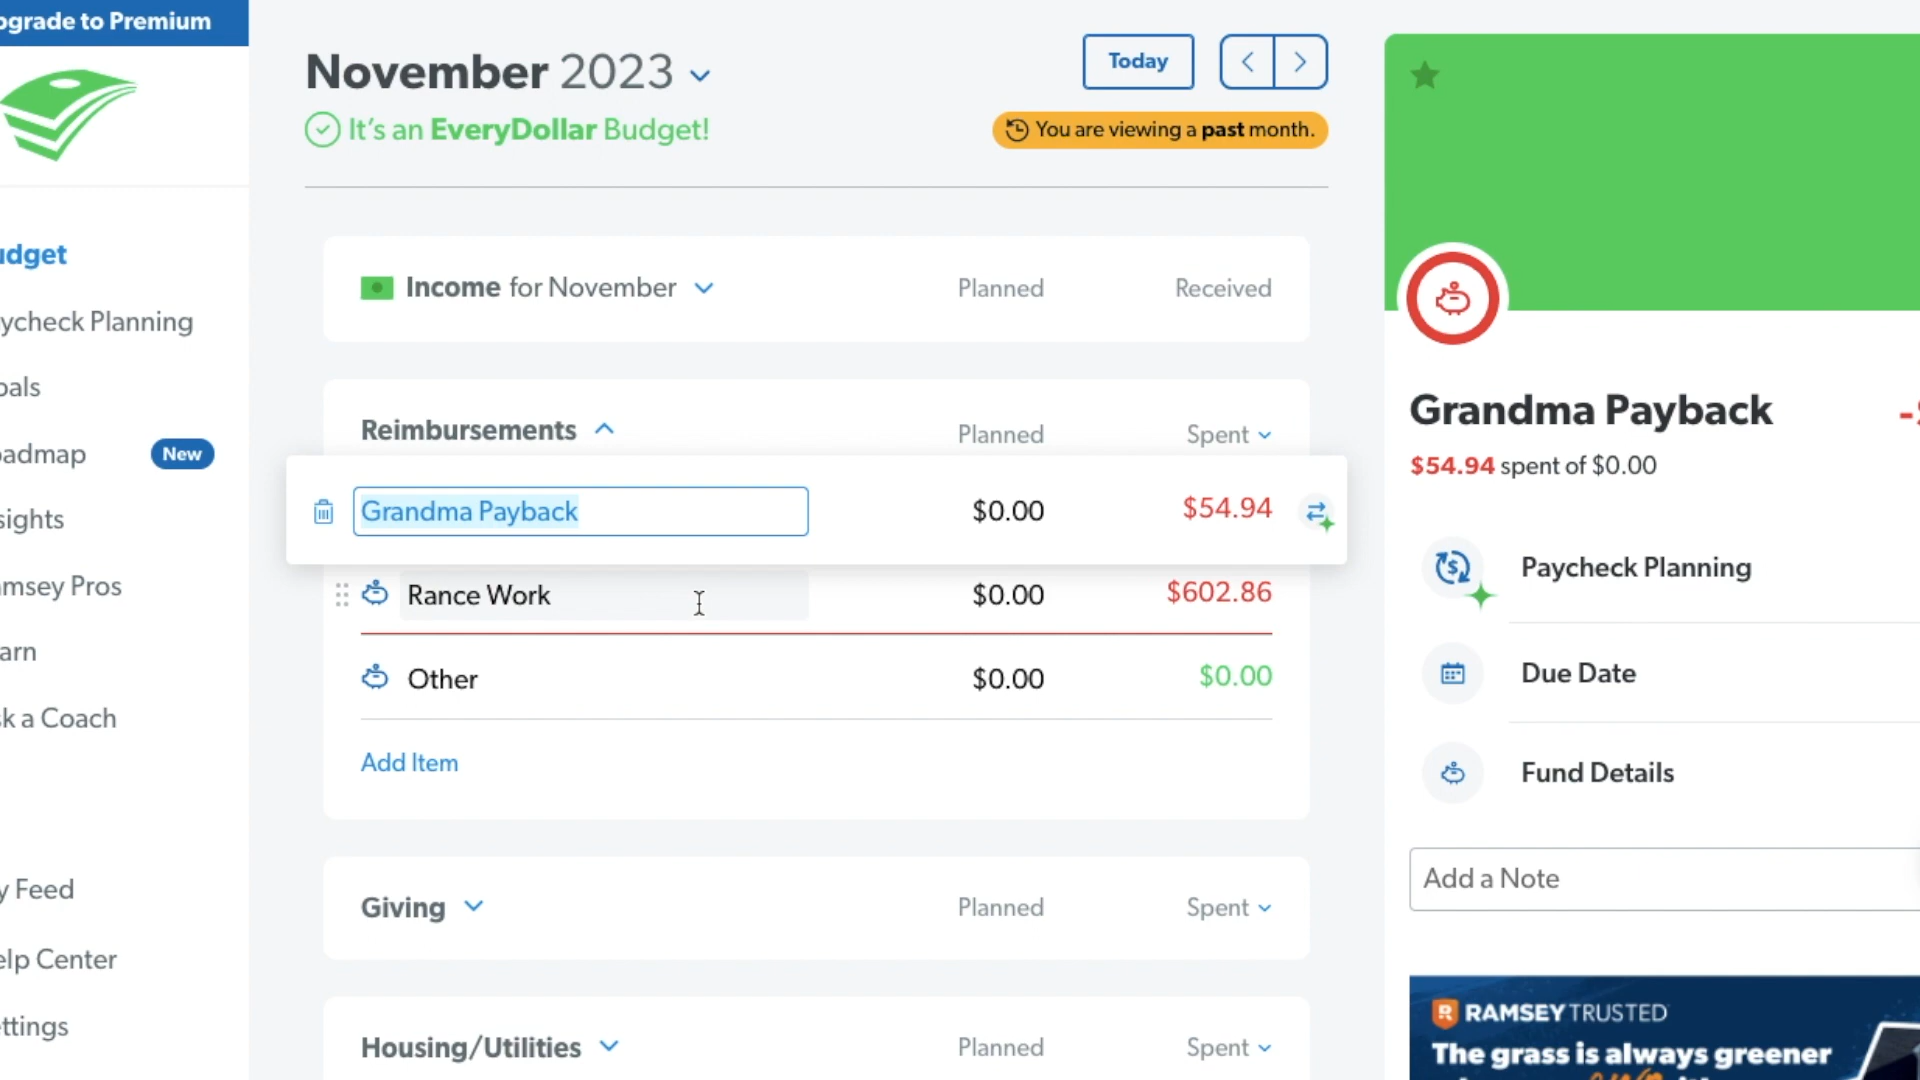 pgrade to Premium
udget
ycheck Planning
oals
oadmap
New
sights
amsey Pros
arn
sk a Coach
y Feed
elp Center
ettings
November 2023
It's an EveryDollar Budget!
Today
You are viewing a past month.
Income for November Planned Received
Reimbursements Planned Spent
Grandma Payback $0.00 $54.94
Rance Work $0.00 $602.86
Other $0.00 $0.00
Add Item
Giving Planned Spent
Housing/Utilities Planned Spent
Grandma Payback
$54.94 spent of $0.00
Paycheck Planning
Due Date
Fund Details
Add a Note
RAMSEY TRUSTED
The grass is always greener